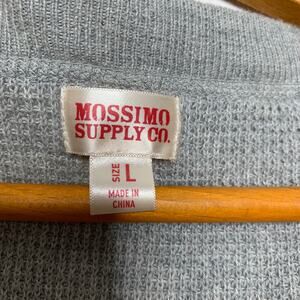 MOSSIMO
SUPPLY CO.
SIZE L
MADE IN
CHINA